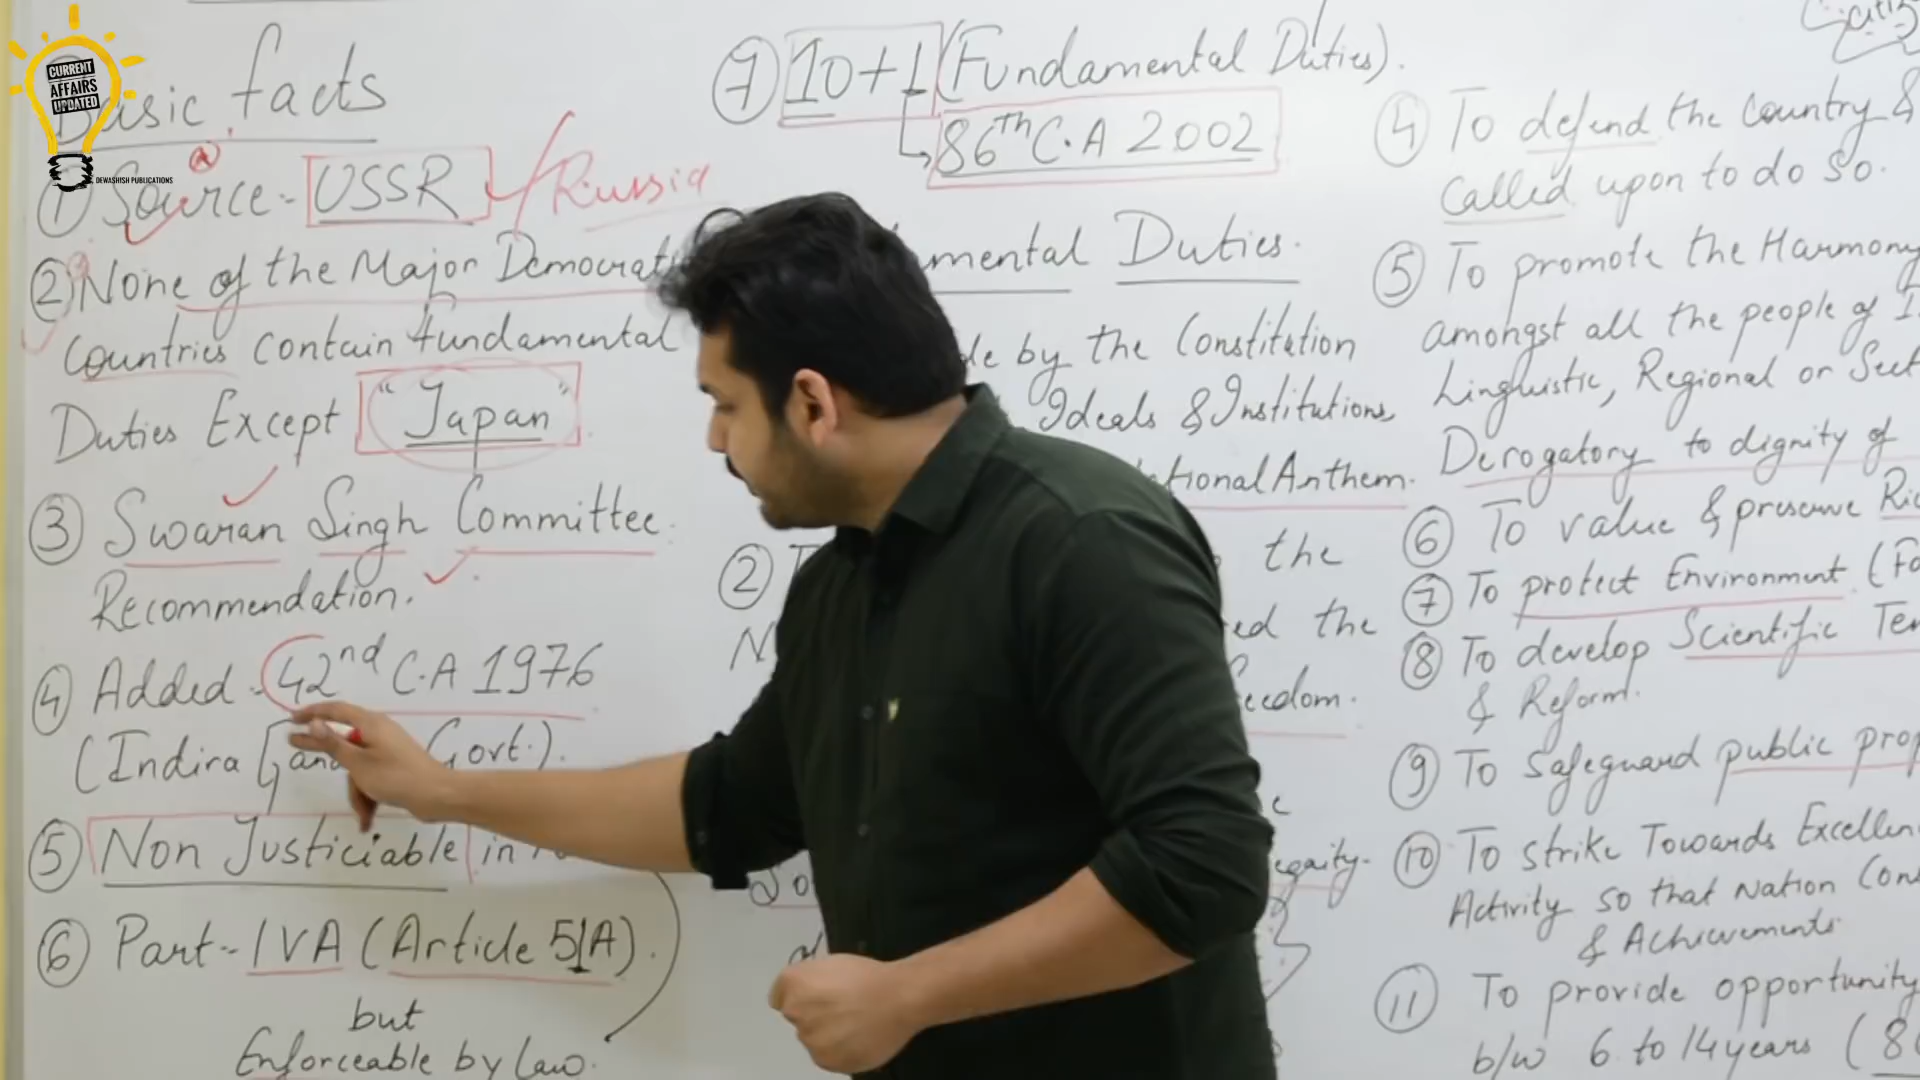 CURRENT
AFFAIRS
UPDATED
DEWASHISH PUBLICATIONS
Basic facts
① Source - USSR / Russia
② None of the Major Democrat
Countries contain fundamental
Duties Except "Japan"
③ Swaran Singh Committee
Recommendation.
④ Added - 42nd C.A 1976
(Indira Govt.).
⑤ Non Justiciable in
⑥ Part - IVA (Article 51A).
but
Enforceable by Law.
⑦ 10+1 (Fundamental Duties).
86th C.A 2002
mental Duties.
by the Constitution
Ideals & Institutions,
National Anthem.
②
the
the
④ To defend the Country &
Called upon to do so.
⑤ To promote the Harmony
amongst all the people of
Linguistic, Regional or
Derogatory to dignity of
⑥ To value & preserve
⑦ To protect Environment
⑧ To develop Scientific
& Reform.
⑨ To Safeguard public
⑩ To strike Towards
Activity so that Nation
& Achievements
⑪ To provide opportunity
b/w 6 to 14 years (